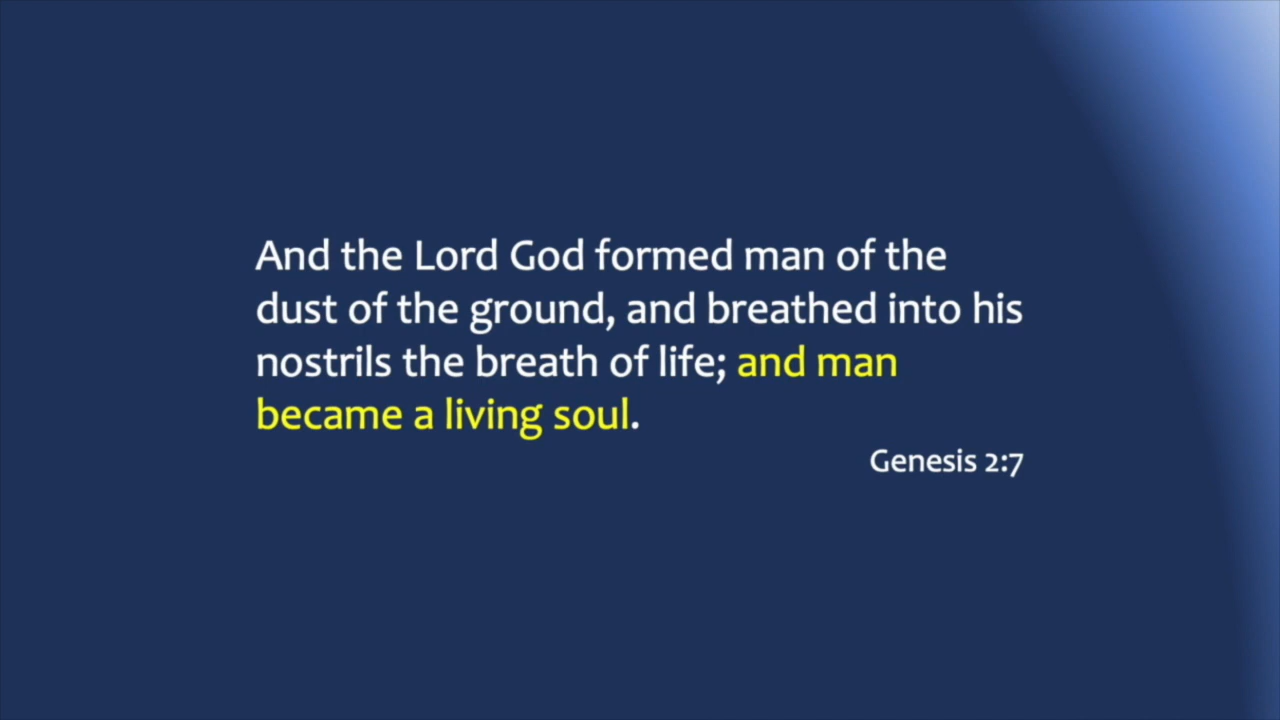 And the Lord God formed man of the
dust of the ground, and breathed into his
nostrils the breath of life; and man
became a living soul.
Genesis 2:7